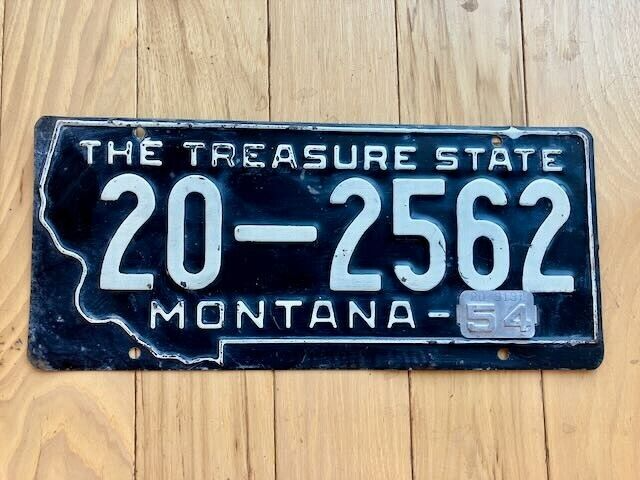 THE TREASURE STATE
20-2562
MONTANA-54